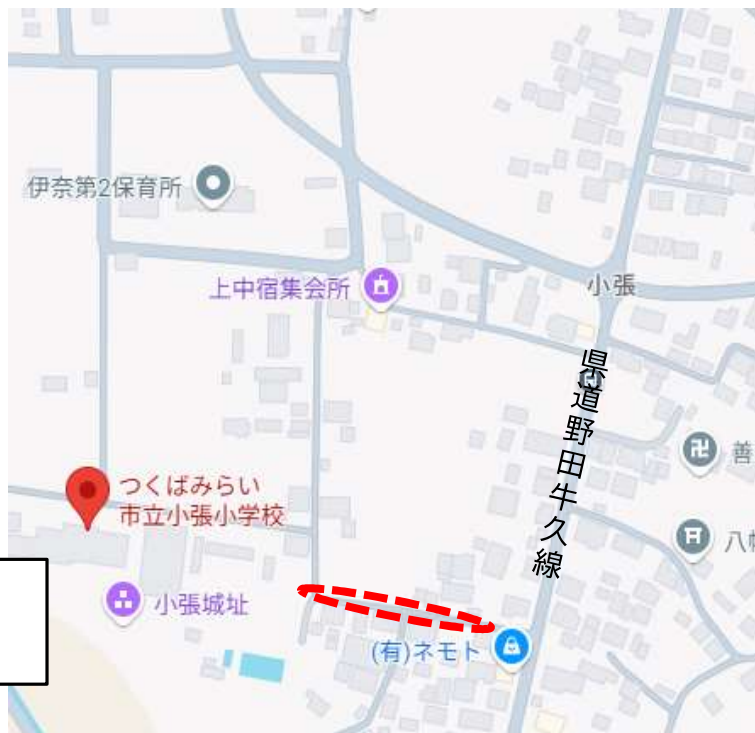 伊奈第2保育所
上中宿集会所
小張
県道野田牛久線
善
つくばみらい
市立小張小学校
八幡
小張城址
(有)ネモト